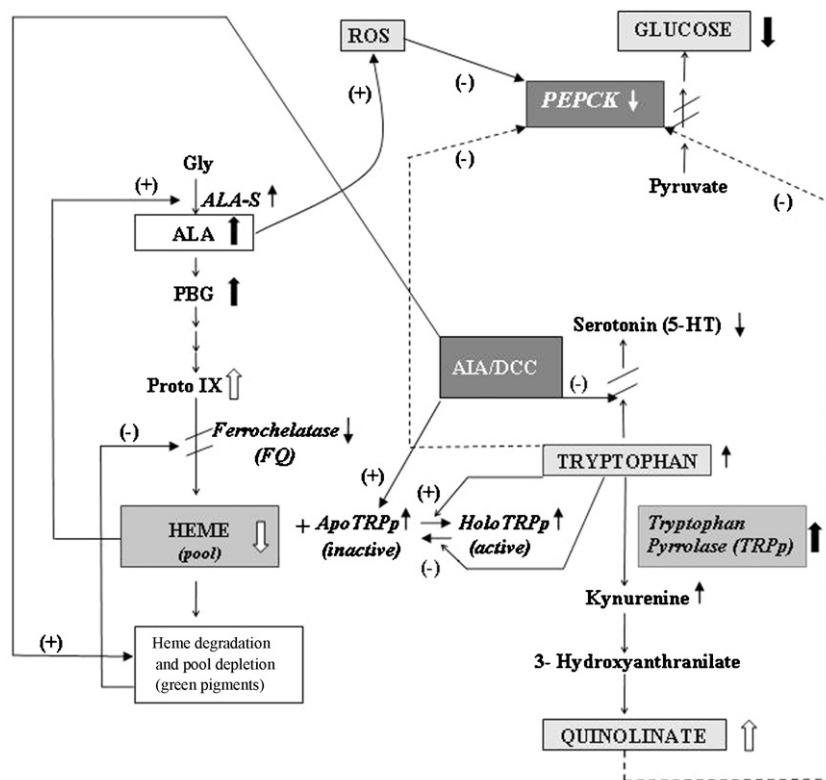 ROS
GLUCOSE
(-)
(+)
PEPCK
(-)
Gly
(+)
ALA-S
Pyruvate
(-)
ALA
PBG
Serotonin (5-HT)
AIA/DCC
(-)
Proto IX
(-)
Ferrochelatase
(FQ)
TRYPTOPHAN
(+)
(+)
HEME
(pool)
+ ApoTRPp
(inactive)
HoloTRPp
(active)
(-)
Tryptophan
Pyrrolase (TRPp)
Kynurenine
(+)
Heme degradation
and pool depletion
(green pigments)
3- Hydroxyanthranilate
QUINOLINATE